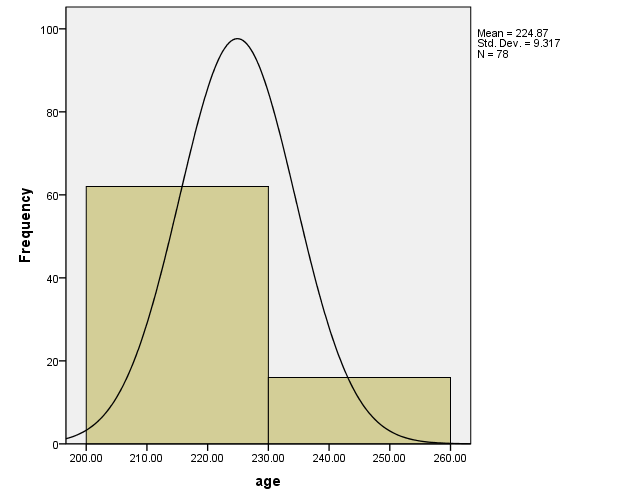 Mean = 224.87
Std. Dev. = 9.317
N = 78
100
80
60
40
20
0
Frequency
200.00 210.00 220.00 230.00 240.00 250.00 260.00
age